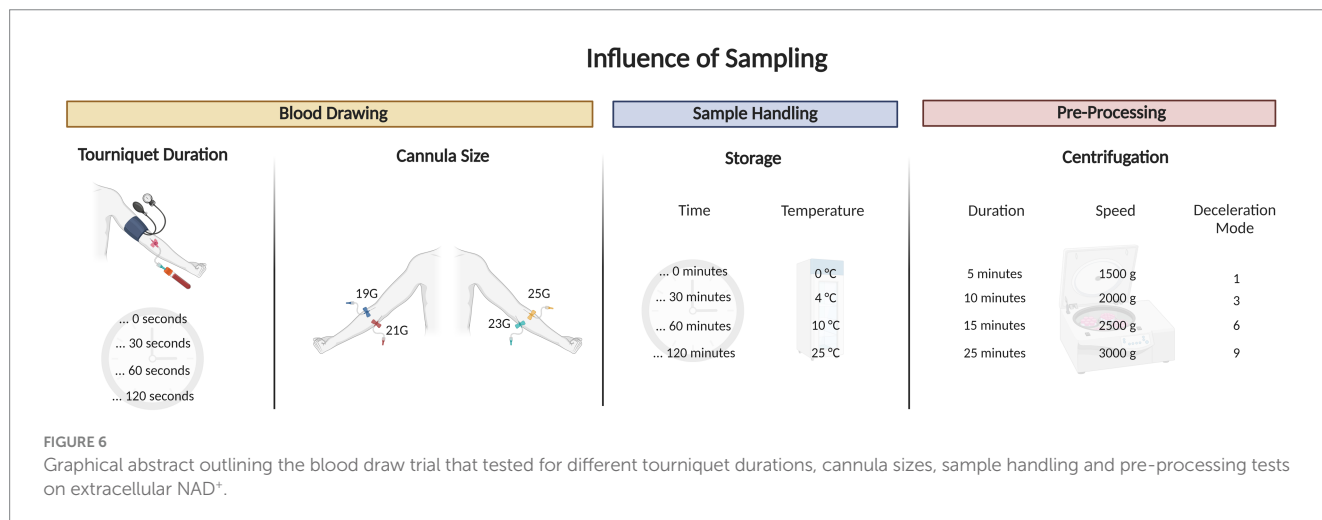 Influence of Sampling
Blood Drawing
Sample Handling
Pre-Processing
Tourniquet Duration
... 0 seconds
... 30 seconds
... 60 seconds
... 120 seconds
Cannula Size
19G
21G
25G
23G
Storage
Time
... 0 minutes
... 30 minutes
... 60 minutes
... 120 minutes
Temperature
0 °C
4 °C
10 °C
25 °C
Centrifugation
Duration
5 minutes
10 minutes
15 minutes
25 minutes
Speed
1500 g
2000 g
2500 g
3000 g
Deceleration
Mode
1
3
6
9
FIGURE 6
Graphical abstract outlining the blood draw trial that tested for different tourniquet durations, cannula sizes, sample handling and pre-processing tests
on extracellular NAD⁺.